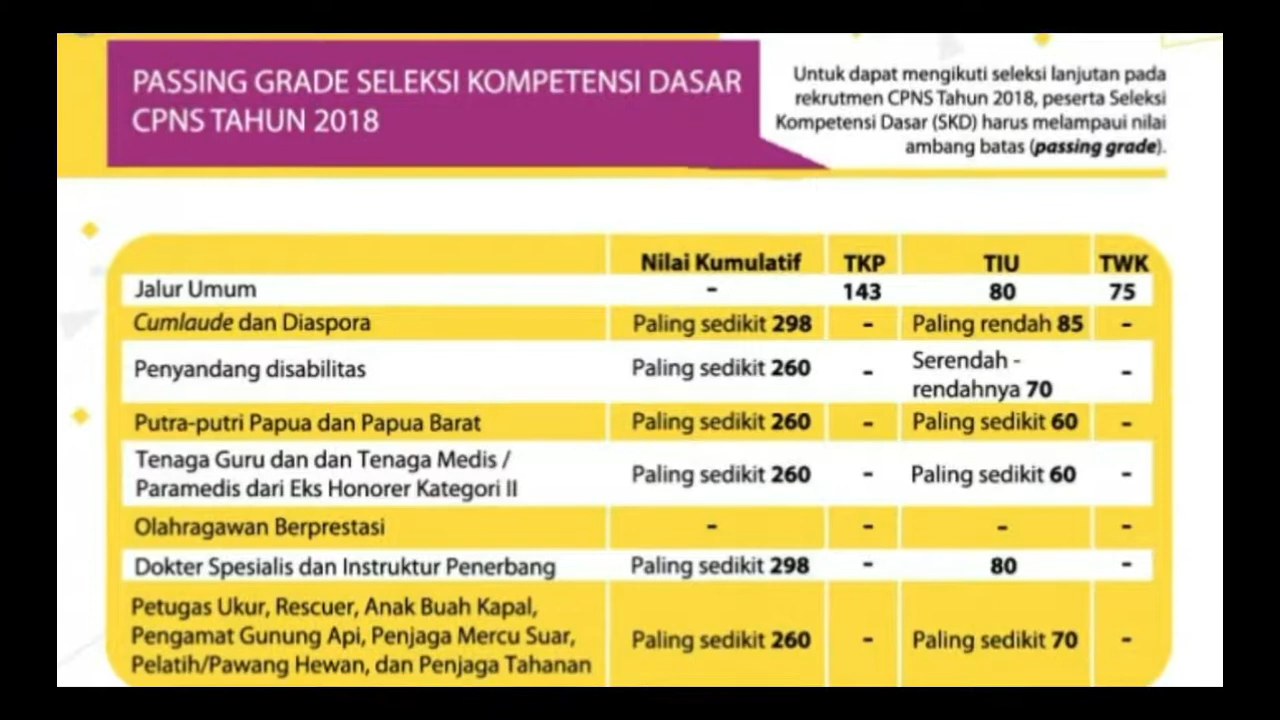 PASSING GRADE SELEKSI KOMPETENSI DASAR
CPNS TAHUN 2018
Untuk dapat mengikuti seleksi lanjutan pada
rekrutmen CPNS Tahun 2018, peserta Seleksi
Kompetensi Dasar (SKD) harus melampaui nilai
ambang batas (passing grade).
Nilai Kumulatif TKP TIU TWK
Jalur Umum - 143 80 75
Cumlaude dan Diaspora Paling sedikit 298 - Paling rendah 85 -
Penyandang disabilitas Paling sedikit 260 - Serendah -
rendahnya 70 -
Putra-putri Papua dan Papua Barat Paling sedikit 260 - Paling sedikit 60 -
Tenaga Guru dan dan Tenaga Medis /
Paramedis dari Eks Honorer Kategori II Paling sedikit 260 - Paling sedikit 60 -
Olahragawan Berprestasi - - - -
Dokter Spesialis dan Instruktur Penerbang Paling sedikit 298 - 80 -
Petugas Ukur, Rescuer, Anak Buah Kapal,
Pengamat Gunung Api, Penjaga Mercu Suar, Paling sedikit 260 - Paling sedikit 70 -
Pelatih/Pawang Hewan, dan Penjaga Tahanan